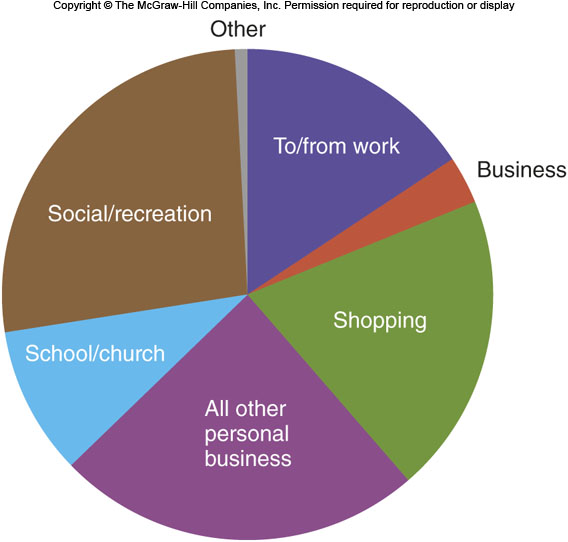 Copyright © The McGraw-Hill Companies, Inc. Permission required for reproduction or display
Other
To/from work
Business
Social/recreation
Shopping
School/church
All other
personal
business